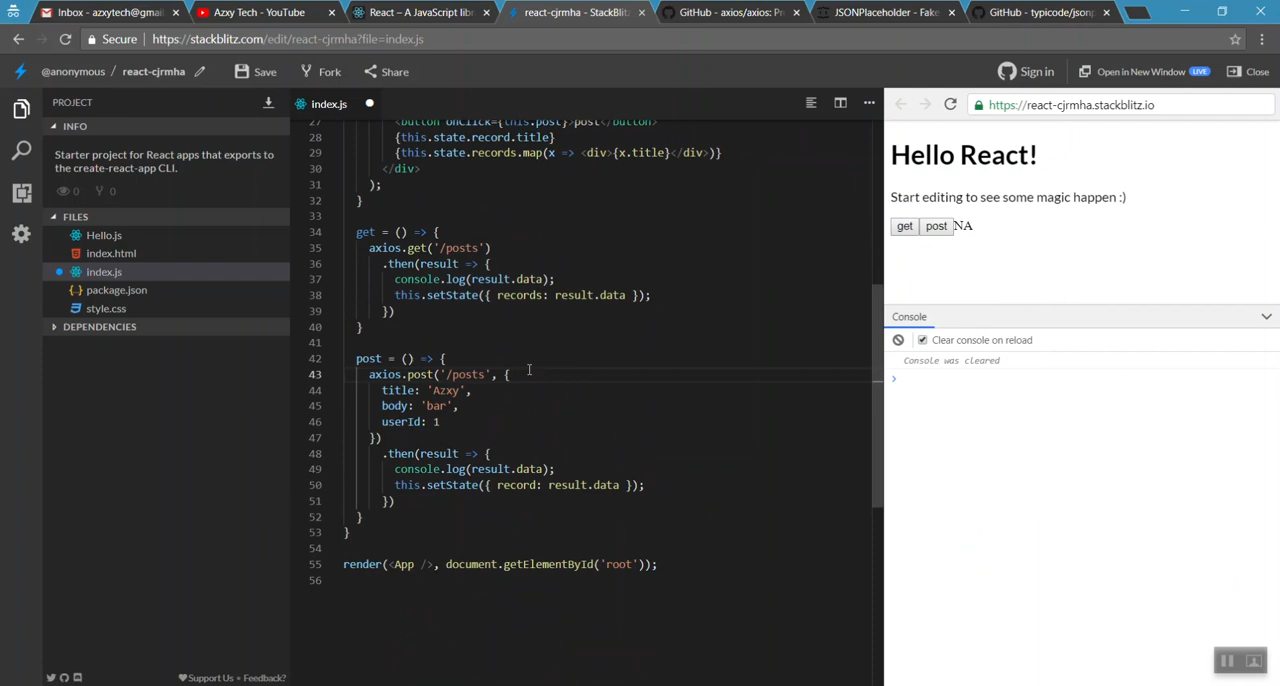 Inbox - azxytech@gmail
Azxy Tech - YouTube
React – A JavaScript libr
react-cjrmha - StackBlitz
GitHub - axios/axios: Pr
JSONPlaceholder - Fake
GitHub - typicode/jsonp
Secure
https://stackblitz.com/edit/react-cjrmha?file=index.js
@anonymous / react-cjrmha
Save
Fork
Share
Sign in
Open in New Window LIVE
Close
PROJECT
INFO
Starter project for React apps that exports to
the create-react-app CLI.
0 0
FILES
Hello.js
index.html
index.js
package.json
style.css
DEPENDENCIES
Support Us • Feedback?
index.js
27 <button onClick={this.post}>post</button>
28 {this.state.record.title}
29 {this.state.records.map(x => <div>{x.title}</div>)}
30 </div>
31 );
32 }
33
34 get = () => {
35 axios.get('/posts')
36 .then(result => {
37 console.log(result.data);
38 this.setState({ records: result.data });
39 })
40 }
41
42 post = () => {
43 axios.post('/posts', {
44 title: 'Azxy',
45 body: 'bar',
46 userId: 1
47 })
48 .then(result => {
49 console.log(result.data);
50 this.setState({ record: result.data });
51 })
52 }
53 }
54
55 render(<App />, document.getElementById('root'));
56
https://react-cjrmha.stackblitz.io
Hello React!
Start editing to see some magic happen :)
get post NA
Console
Clear console on reload
Console was cleared